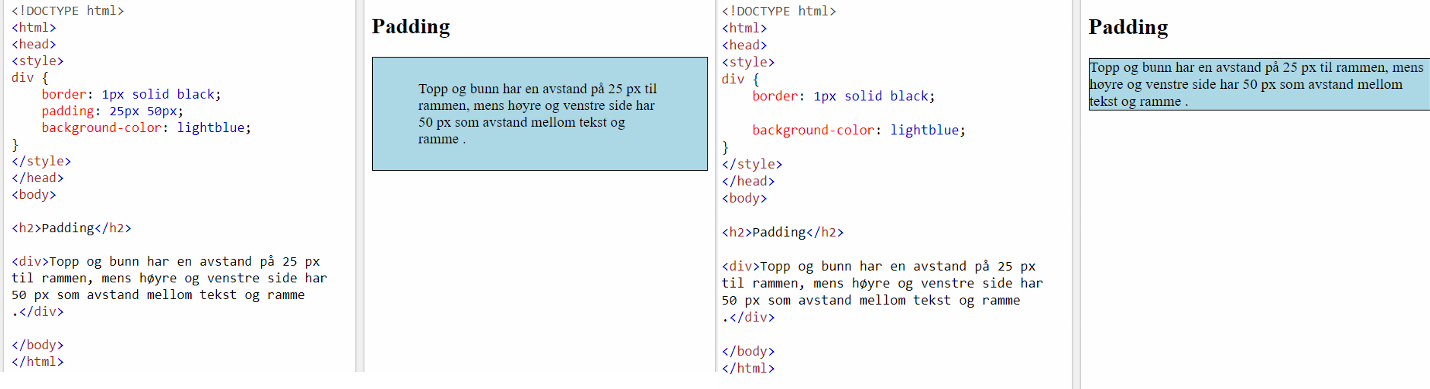 <!DOCTYPE html>
<html>
<head>
<style>
div {
    border: 1px solid black;
    padding: 25px 50px;
    background-color: lightblue;
}
</style>
</head>
<body>
<h2>Padding</h2>
<div>Topp og bunn har en avstand på 25 px
til rammen, mens høyre og venstre side har
50 px som avstand mellom tekst og ramme
.</div>
</body>
</html>
Padding
Topp og bunn har en avstand på 25 px til
rammen, mens høyre og venstre side har
50 px som avstand mellom tekst og
ramme .
<!DOCTYPE html>
<html>
<head>
<style>
div {
    border: 1px solid black;
    background-color: lightblue;
}
</style>
</head>
<body>
<h2>Padding</h2>
<div>Topp og bunn har en avstand på 25 px
til rammen, mens høyre og venstre side har
50 px som avstand mellom tekst og ramme
.</div>
</body>
</html>
Padding
Topp og bunn har en avstand på 25 px til rammen, mens
høyre og venstre side har 50 px som avstand mellom
tekst og ramme .